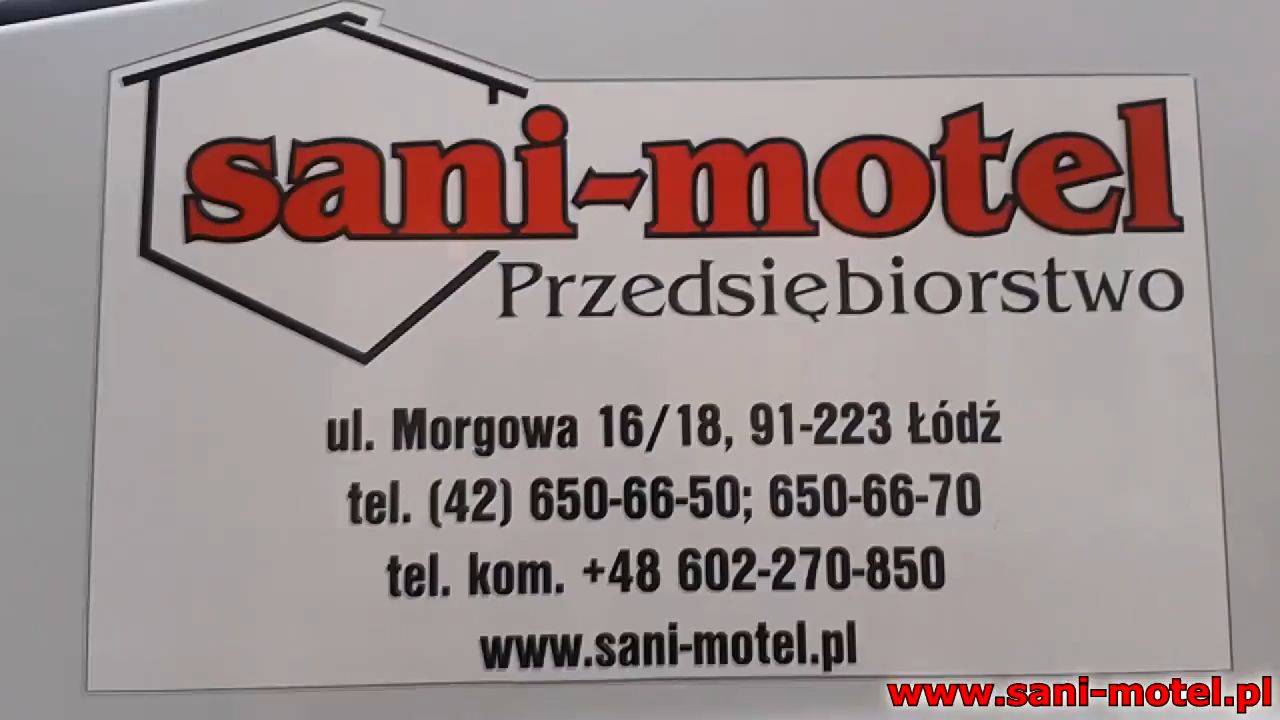 sani-motel
Przedsiębiorstwo
ul. Morgowa 16/18, 91-223 Łódź
tel. (42) 650-66-50; 650-66-70
tel. kom. +48 602-270-850
www.sani-motel.pl
www.sani-motel.pl